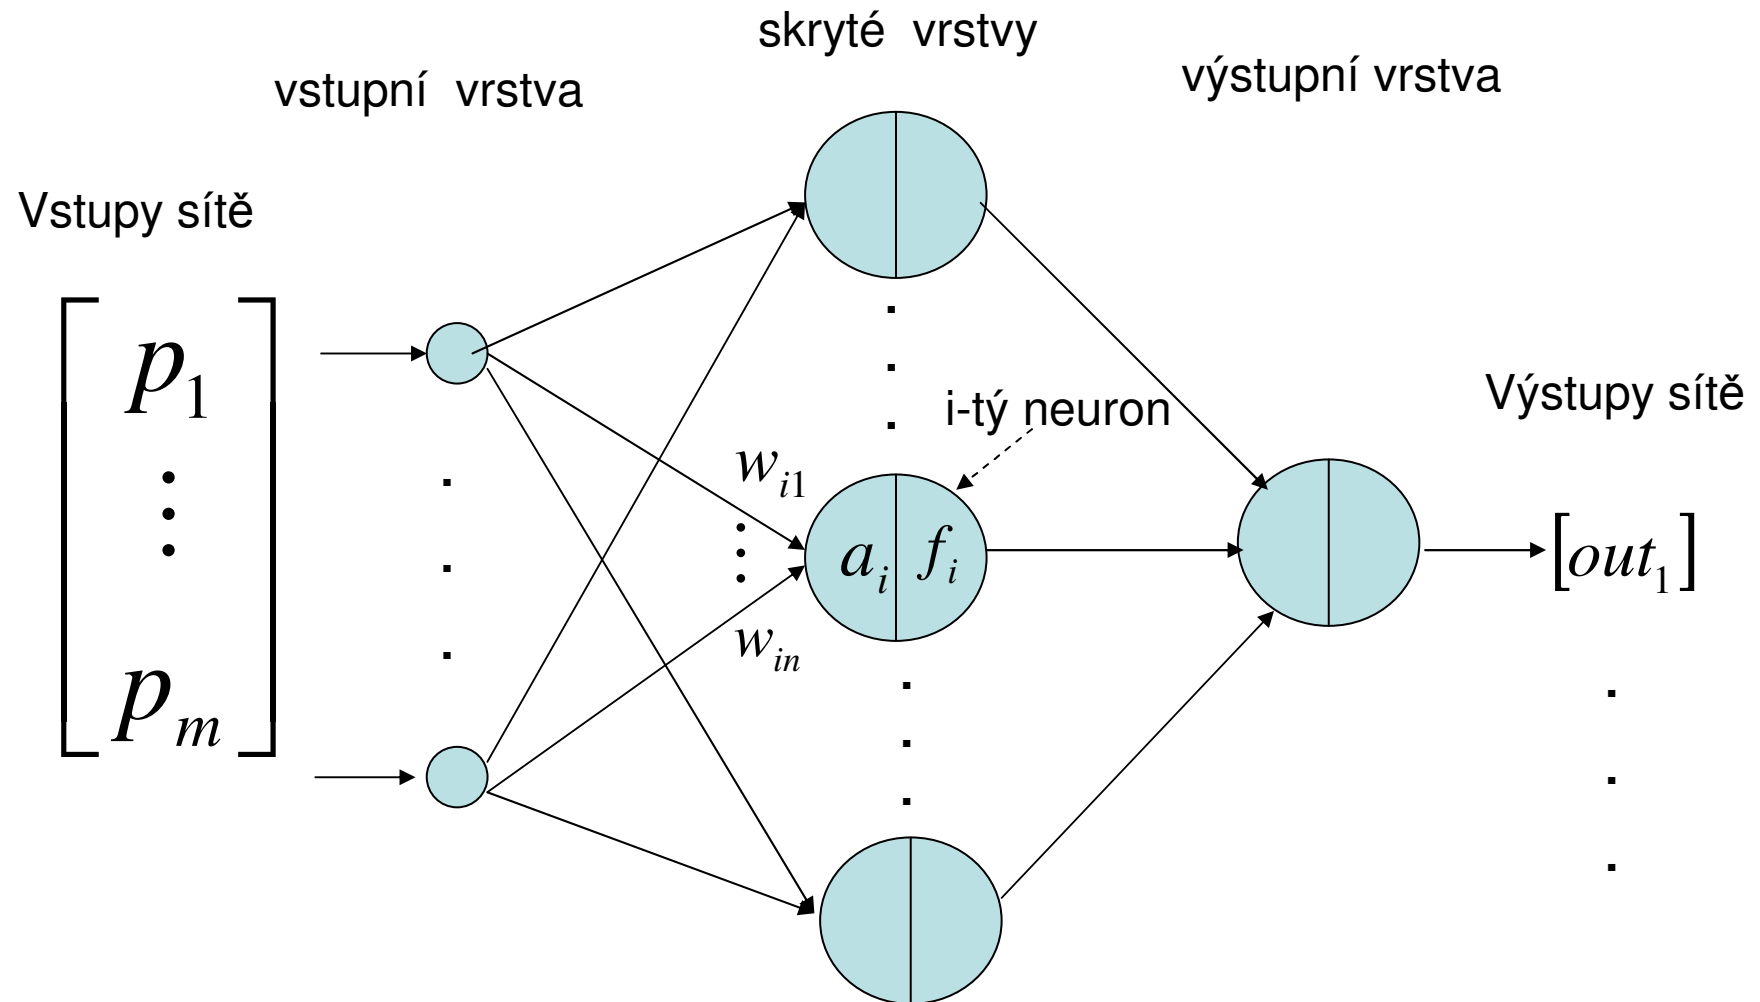 skryté vrstvy
vstupní vrstva
výstupní vrstva
Vstupy sítě
p₁
⋮
pₘ
wᵢ₁
⋮
wᵢₙ
i-tý neuron
aᵢ fᵢ
Výstupy sítě
[out₁]